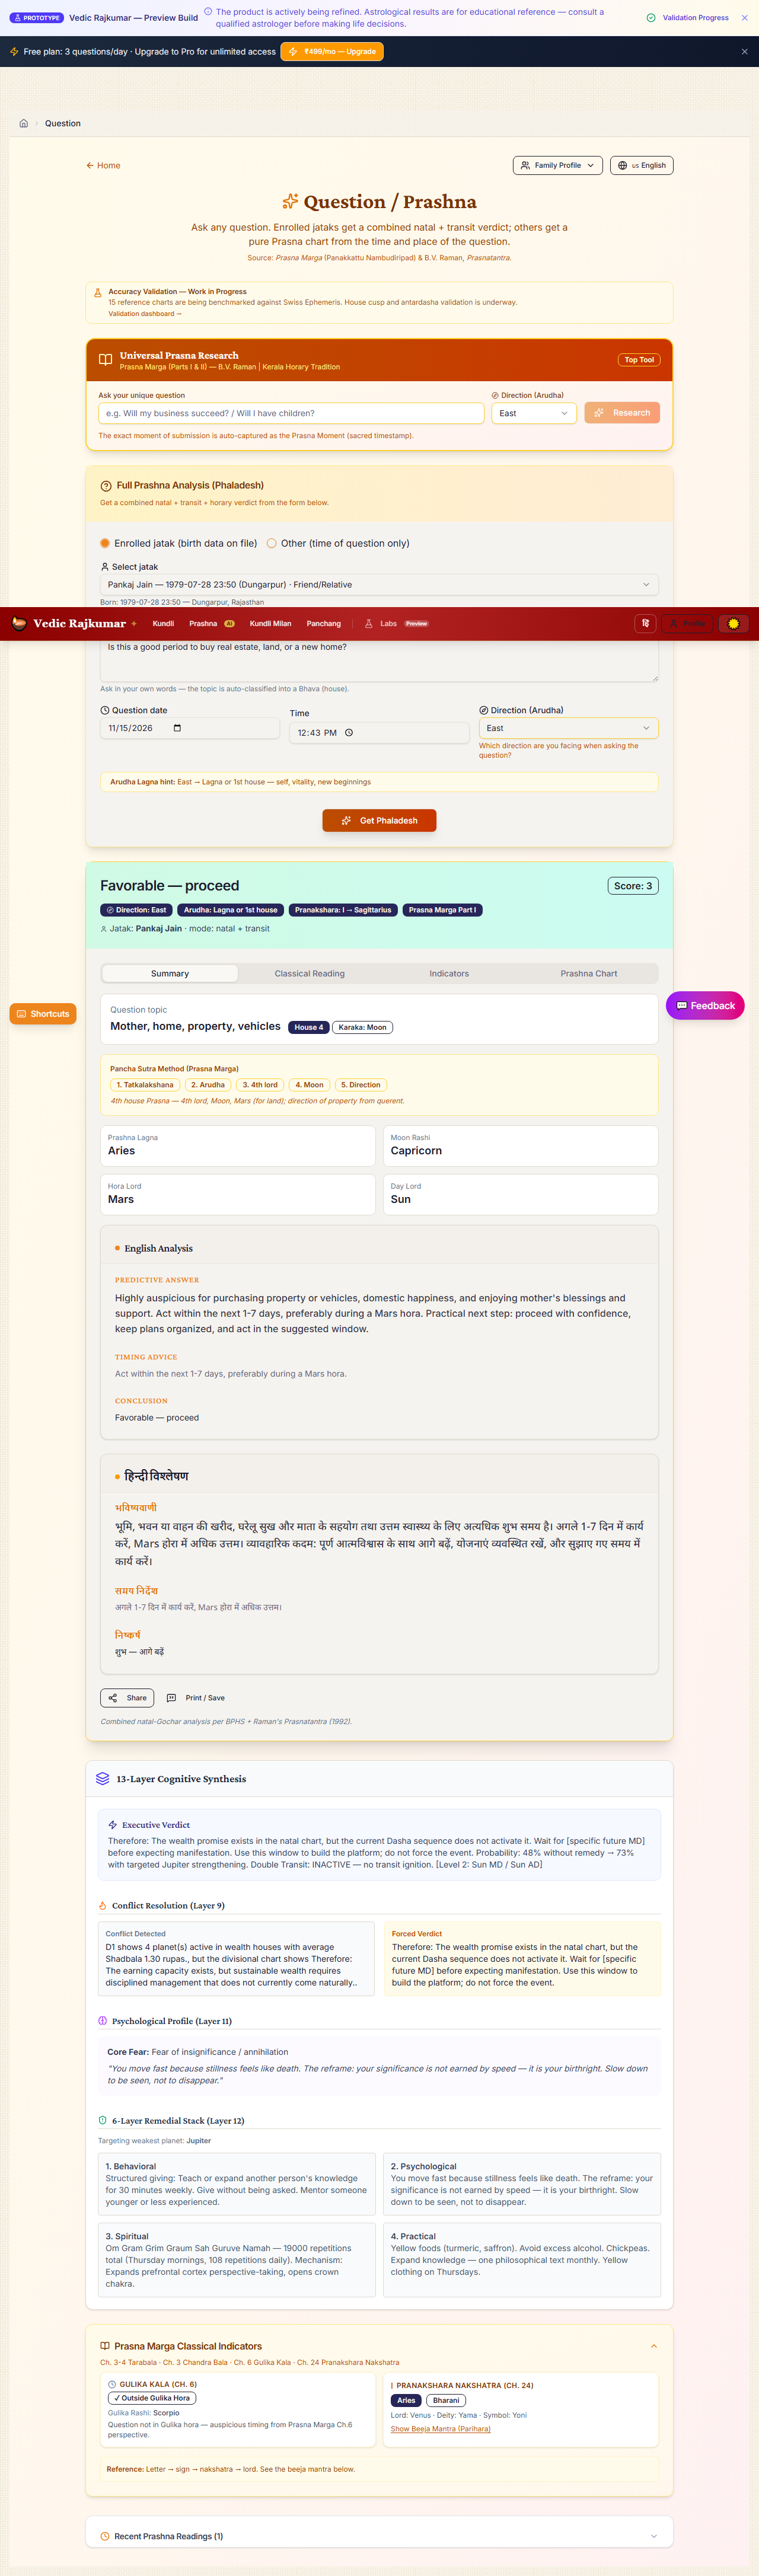 PROTOTYPE Vedic Rajkumar — Preview Build
The product is actively being refined. Astrological results are for educational reference — consult a
qualified astrologer before making life decisions.
Validation Progress
Free plan: 3 questions/day · Upgrade to Pro for unlimited access
₹499/mo — Upgrade
Question
Home
Family Profile
us English
Question / Prashna
Ask any question. Enrolled jataks get a combined natal + transit verdict; others get a
pure Prasna chart from the time and place of the question.
Source: Prasna Marga (Panakkattu Nambudiripad) & B.V. Raman, Prasnatantra.
Accuracy Validation — Work in Progress
15 reference charts are being benchmarked against Swiss Ephemeris. House cusp and antardasha validation is underway.
Validation dashboard →
Universal Prasna Research
Prasna Marga (Parts I & II) — B.V. Raman | Kerala Horary Tradition
Top Tool
Ask your unique question
Direction (Arudha)
e.g. Will my business succeed? / Will I have children?
East
Research
The exact moment of submission is auto-captured as the Prasna Moment (sacred timestamp).
Full Prashna Analysis (Phaladesh)
Get a combined natal + transit + horary verdict from the form below.
Enrolled jatak (birth data on file)
Other (time of question only)
Select jatak
Pankaj Jain — 1979-07-28 23:50 (Dungarpur) · Friend/Relative
Born: 1979-07-28 23:50 — Dungarpur, Rajasthan
Vedic Rajkumar
Kundli
Prashna AI
Kundli Milan
Panchang
Labs Preview
हि
Profile
Is this a good period to buy real estate, land, or a new home?
Ask in your own words — the topic is auto-classified into a Bhava (house).
Question date
Time
Direction (Arudha)
11/15/2026
12:43 PM
East
Which direction are you facing when asking the
question?
Arudha Lagna hint: East → Lagna or 1st house — self, vitality, new beginnings
Get Phaladesh
Favorable — proceed
Score: 3
Direction: East
Arudha: Lagna or 1st house
Pranakshara: I → Sagittarius
Prasna Marga Part I
Jatak: Pankaj Jain · mode: natal + transit
Summary
Classical Reading
Indicators
Prashna Chart
Shortcuts
Feedback
Question topic
Mother, home, property, vehicles
House 4
Karaka: Moon
Pancha Sutra Method (Prasna Marga)
1. Tatkalakshana
2. Arudha
3. 4th lord
4. Moon
5. Direction
4th house Prasna — 4th lord, Moon, Mars (for land); direction of property from querent.
Prashna Lagna
Aries
Moon Rashi
Capricorn
Hora Lord
Mars
Day Lord
Sun
English Analysis
PREDICTIVE ANSWER
Highly auspicious for purchasing property or vehicles, domestic happiness, and enjoying mother's blessings and
support. Act within the next 1-7 days, preferably during a Mars hora. Practical next step: proceed with confidence,
keep plans organized, and act in the suggested window.
TIMING ADVICE
Act within the next 1-7 days, preferably during a Mars hora.
CONCLUSION
Favorable — proceed
हिन्दी विश्लेषण
भविष्यवाणी
भूमि, भवन या वाहन की खरीद, घरेलू सुख और माता के सहयोग तथा उत्तम स्वास्थ्य के लिए अत्यधिक शुभ समय है। अगले 1-7 दिन में कार्य
करें, Mars होरा में अधिक उत्तम। व्यावहारिक कदम: पूर्ण आत्मविश्वास के साथ आगे बढ़ें, योजनाएं व्यवस्थित रखें, और सुझाए गए समय में
कार्य करें।
समय निर्देश
अगले 1-7 दिन में कार्य करें, Mars होरा में अधिक उत्तम।
निष्कर्ष
शुभ — आगे बढ़ें
Share
Print / Save
Combined natal-Gochar analysis per BPHS + Raman's Prasnatantra (1992).
13-Layer Cognitive Synthesis
Executive Verdict
Therefore: The wealth promise exists in the natal chart, but the current Dasha sequence does not activate it. Wait for [specific future MD]
before expecting manifestation. Use this window to build the platform; do not force the event. Probability: 48% without remedy → 73%
with targeted Jupiter strengthening. Double Transit: INACTIVE — no transit ignition. [Level 2: Sun MD / Sun AD]
Conflict Resolution (Layer 9)
Conflict Detected
D1 shows 4 planet(s) active in wealth houses with average
Shadbala 1.30 rupas., but the divisional chart shows Therefore:
The earning capacity exists, but sustainable wealth requires
disciplined management that does not currently come naturally..
Forced Verdict
Therefore: The wealth promise exists in the natal chart, but the
current Dasha sequence does not activate it. Wait for [specific
future MD] before expecting manifestation. Use this window to
build the platform; do not force the event.
Psychological Profile (Layer 11)
Core Fear: Fear of insignificance / annihilation
"You move fast because stillness feels like death. The reframe: your significance is not earned by speed — it is your birthright. Slow down
to be seen, not to disappear."
6-Layer Remedial Stack (Layer 12)
Targeting weakest planet: Jupiter
1. Behavioral
Structured giving: Teach or expand another person's knowledge
for 30 minutes weekly. Give without being asked. Mentor someone
younger or less experienced.
2. Psychological
You move fast because stillness feels like death. The reframe: your
significance is not earned by speed — it is your birthright. Slow
down to be seen, not to disappear.
3. Spiritual
Om Gram Grim Graum Sah Guruve Namah — 19000 repetitions
total (Thursday mornings, 108 repetitions daily). Mechanism:
Expands prefrontal cortex perspective-taking, opens crown
chakra.
4. Practical
Yellow foods (turmeric, saffron). Avoid excess alcohol. Chickpeas.
Expand knowledge — one philosophical text monthly. Yellow
clothing on Thursdays.
Prasna Marga Classical Indicators
Ch. 3-4 Tarabala · Ch. 3 Chandra Bala · Ch. 6 Gulika Kala · Ch. 24 Pranakshara Nakshatra
GULIKA KALA (CH. 6)
✓ Outside Gulika Hora
Gulika Rashi: Scorpio
Question not in Gulika hora — auspicious timing from Prasna Marga Ch.6
perspective.
I PRANAKSHARA NAKSHATRA (CH. 24)
Aries
Bharani
Lord: Venus · Deity: Yama · Symbol: Yoni
Show Beeja Mantra (Parihara)
Reference: Letter → sign → nakshatra → lord. See the beeja mantra below.
Recent Prashna Readings (1)